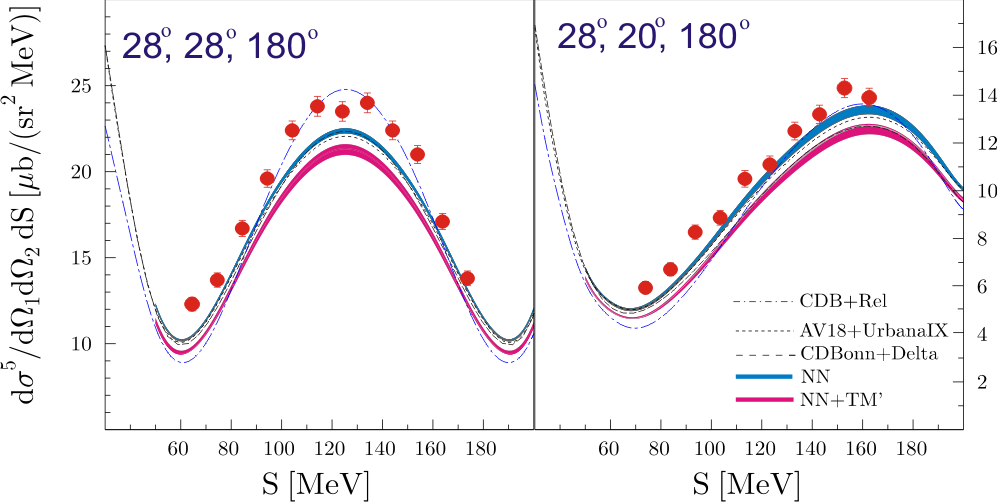 dσ⁵/dΩ₁dΩ₂ dS [μb/(sr² MeV)]
28°, 28°, 180°
28°, 20°, 180°
25
20
15
10
16
14
12
10
8
6
4
2
CDB+Rel
AV18+UrbanaIX
CDBonn+Delta
NN
NN+TM'
60 80 100 120 140 160 180
60 80 100 120 140 160 180
S [MeV]
S [MeV]